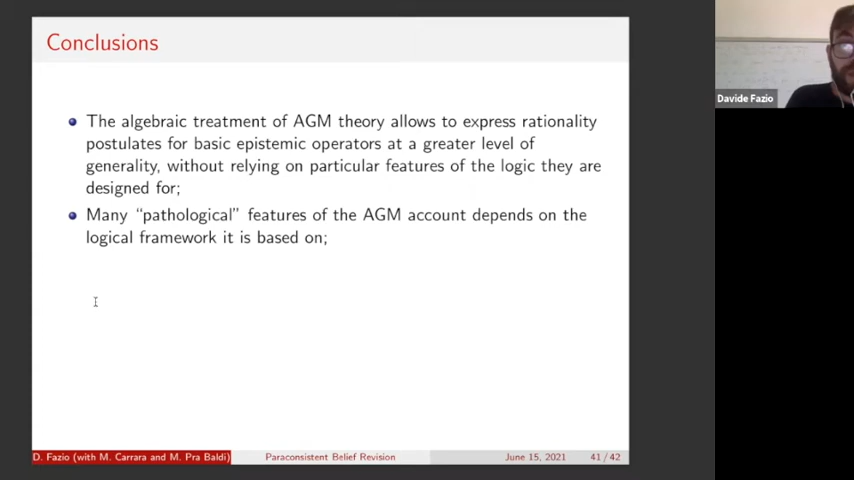 Conclusions
The algebraic treatment of AGM theory allows to express rationality
postulates for basic epistemic operators at a greater level of
generality, without relying on particular features of the logic they are
designed for;
Many “pathological” features of the AGM account depends on the
logical framework it is based on;
D. Fazio (with M. Carrara and M. Pra Baldi) Paraconsistent Belief Revision June 15, 2021 41 / 42
Davide Fazio